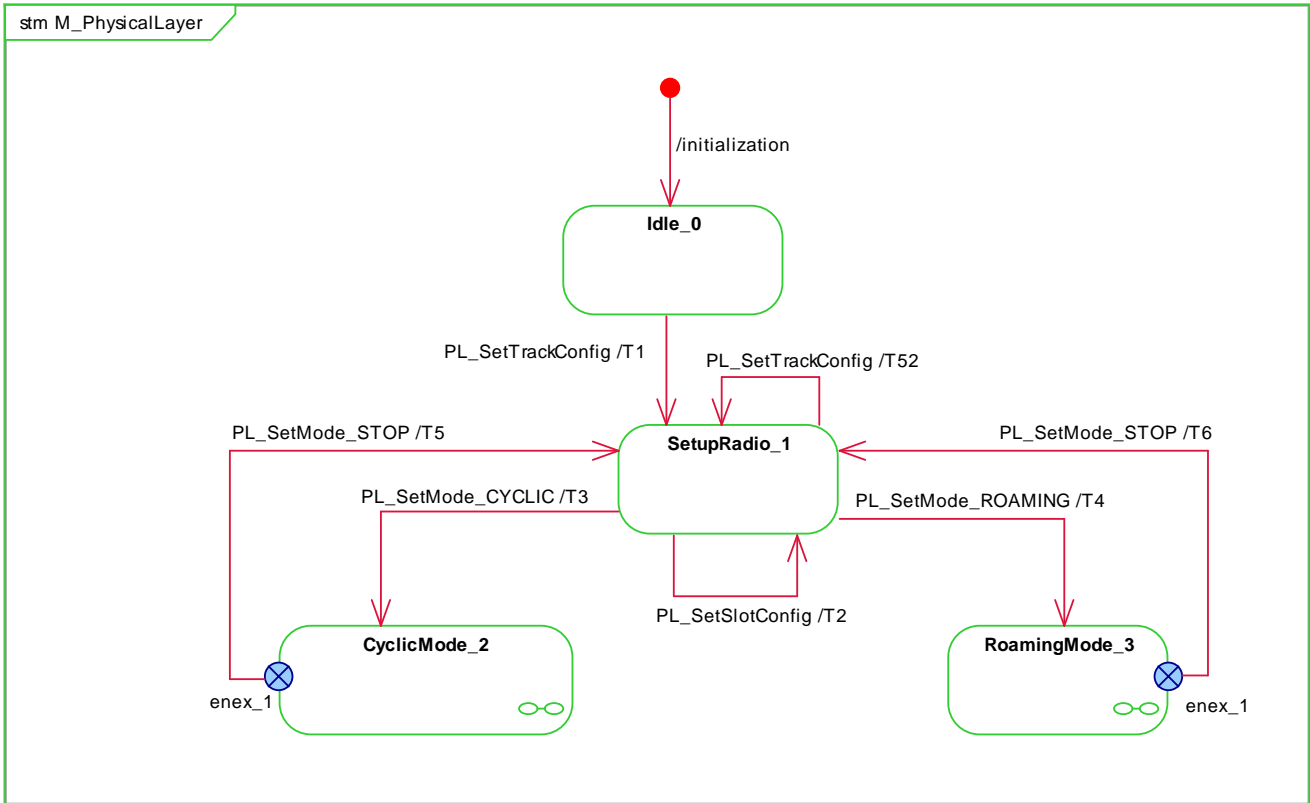 stm M_PhysicalLayer
/initialization
Idle_0
PL_SetTrackConfig /T1
PL_SetTrackConfig /T52
PL_SetMode_STOP /T5
SetupRadio_1
PL_SetMode_STOP /T6
PL_SetMode_CYCLIC /T3
PL_SetMode_ROAMING /T4
PL_SetSlotConfig /T2
CyclicMode_2
RoamingMode_3
enex_1
enex_1